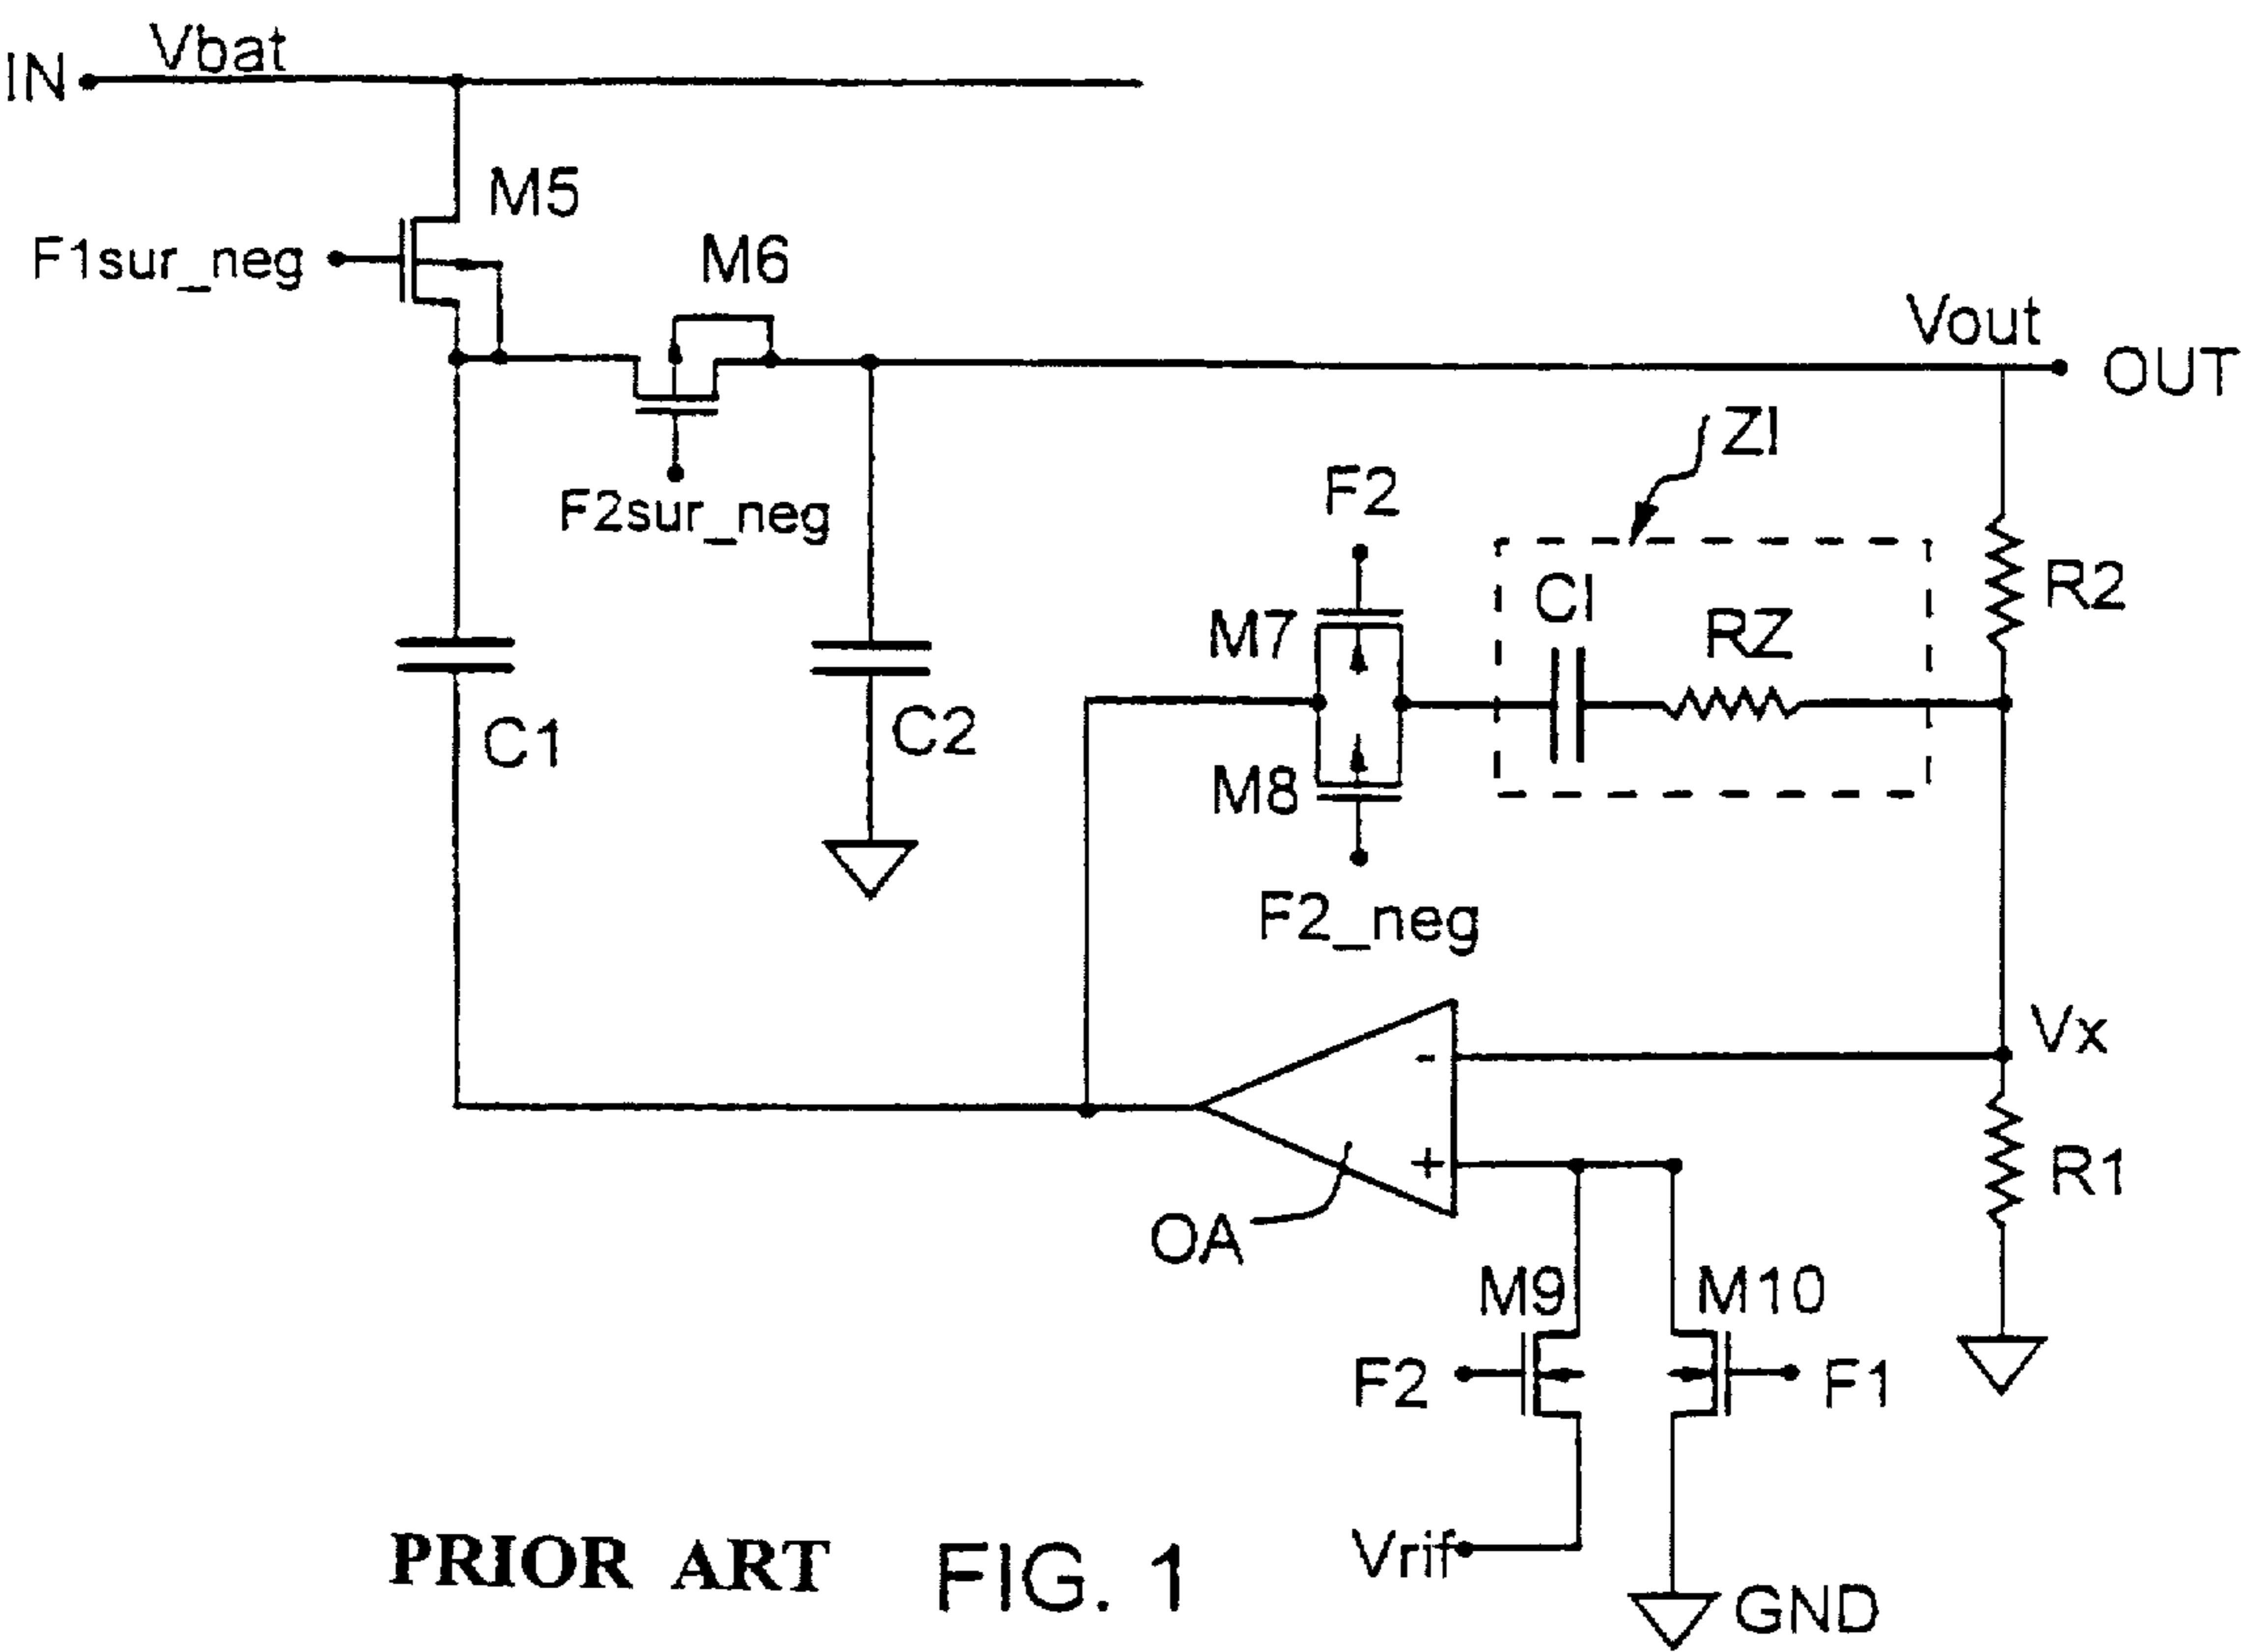 Vbat
IN
M5
F1sur_neg
M6
Vout
OUT
F2sur_neg
ZI
F2
CI
RZ
R2
M7
C1
C2
M8
F2_neg
-
Vx
+
OA
R1
M9
M10
F2
F1
Vrif
GND
PRIOR ART FIG. 1